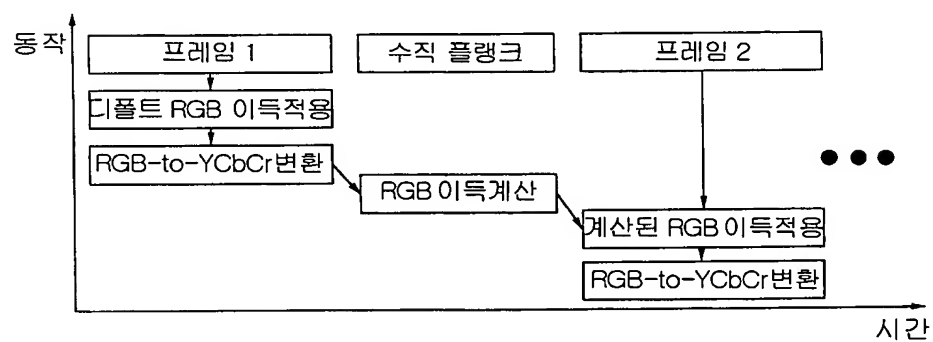 동작
프레임 1
수직 플랭크
프레임 2
디폴트 RGB 이득적용
RGB-to-YCbCr변환
RGB 이득계산
계산된 RGB 이득적용
RGB-to-YCbCr변환
시간